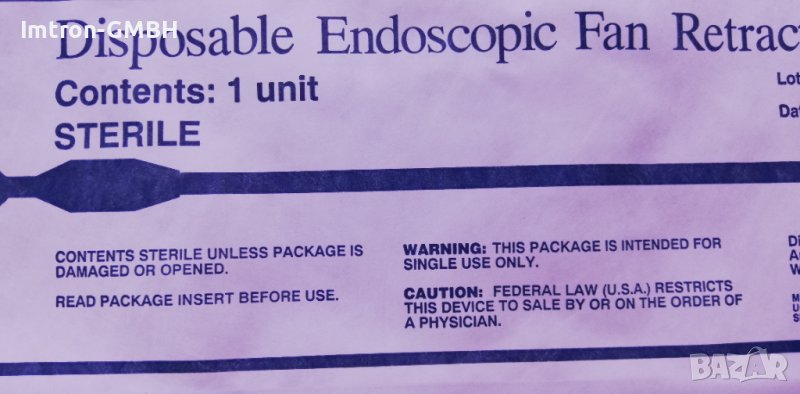 Imtron-GMBH
Disposable Endoscopic Fan
Contents: 1 unit
STERILE
CONTENTS STERILE UNLESS PACKAGE IS
DAMAGED OR OPENED.
READ PACKAGE INSERT BEFORE USE.
WARNING: THIS PACKAGE IS INTENDED FOR
SINGLE USE ONLY.
CAUTION: FEDERAL LAW (U.S.A.) RESTRICTS
THIS DEVICE TO SALE BY OR ON THE ORDER OF
A PHYSICIAN.
Lot
BAZAR